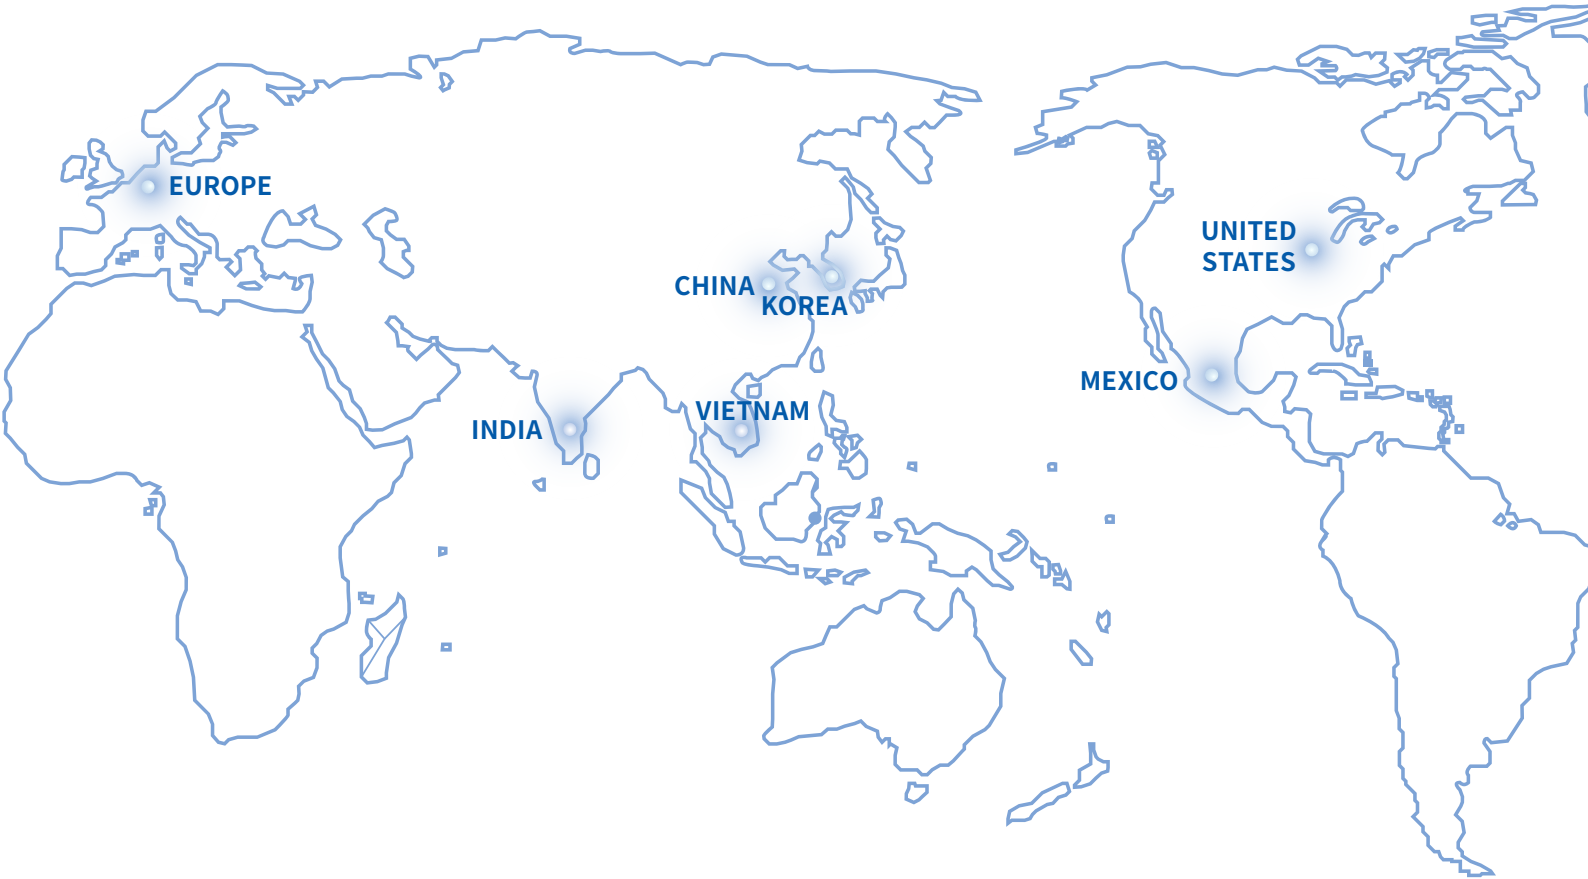 EUROPE
UNITED
STATES
CHINA
KOREA
MEXICO
VIETNAM
INDIA